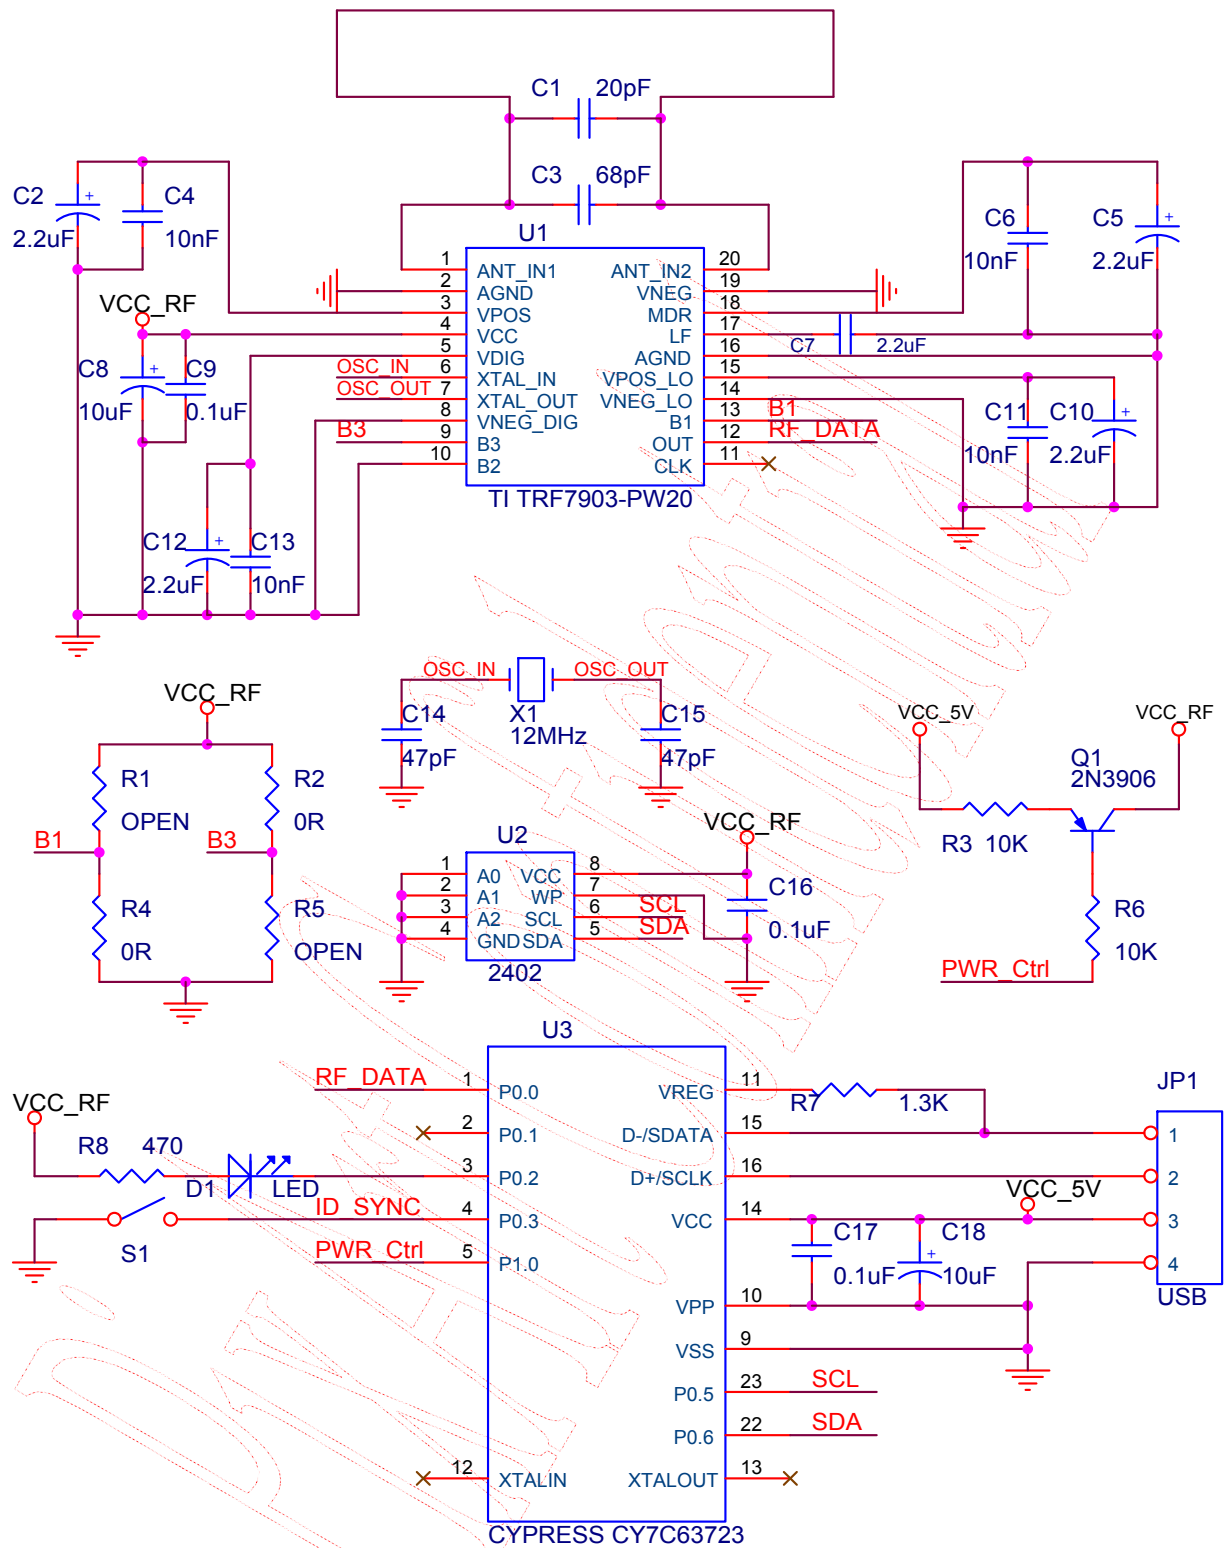 C1 20pF
C3 68pF
C2 + 2.2uF
C4 10nF
C6 10nF
C5 + 2.2uF
U1
1 ANT_IN1 ANT_IN2 20
2 AGND VNEG 19
3 VPOS MDR 18
4 VCC LF 17
5 VDIG AGND 16
6 XTAL_IN VPOS_LO 15
7 XTAL_OUT VNEG_LO 14
8 VNEG_DIG B1 13
9 B3 OUT 12
10 B2 CLK 11
TI TRF7903-PW20
VCC_RF
C8 + 10uF
C9 0.1uF
OSC_IN
OSC_OUT
B3
C7 2.2uF
B1
RF_DATA
C11 10nF
C10 + 2.2uF
C12 + 2.2uF
C13 10nF
OSC_IN OSC_OUT
C14 47pF
X1 12MHz
C15 47pF
VCC_RF
R1 OPEN
R2 0R
B1 B3
R4 0R
R5 OPEN
VCC_5V VCC_RF
Q1
2N3906
R3 10K
R6 10K
PWR_Ctrl
U2
1 A0 VCC 8
2 A1 WP 7
3 A2 SCL 6 SCL
4 GND SDA 5 SDA
2402
VCC_RF
C16 0.1uF
U3
RF_DATA 1 P0.0 VREG 11
2 P0.1 D-/SDATA 15
3 P0.2 D+/SCLK 16
ID_SYNC 4 P0.3 VCC 14
PWR_Ctrl 5 P1.0
VPP 10
VSS 9
P0.5 23 SCL
P0.6 22 SDA
12 XTALIN XTALOUT 13
CYPRESS CY7C63723
VCC_RF
R8 470
D1 LED
S1
R7 1.3K
VCC_5V
C17 0.1uF
C18 + 10uF
JP1
1
2
3
4
USB